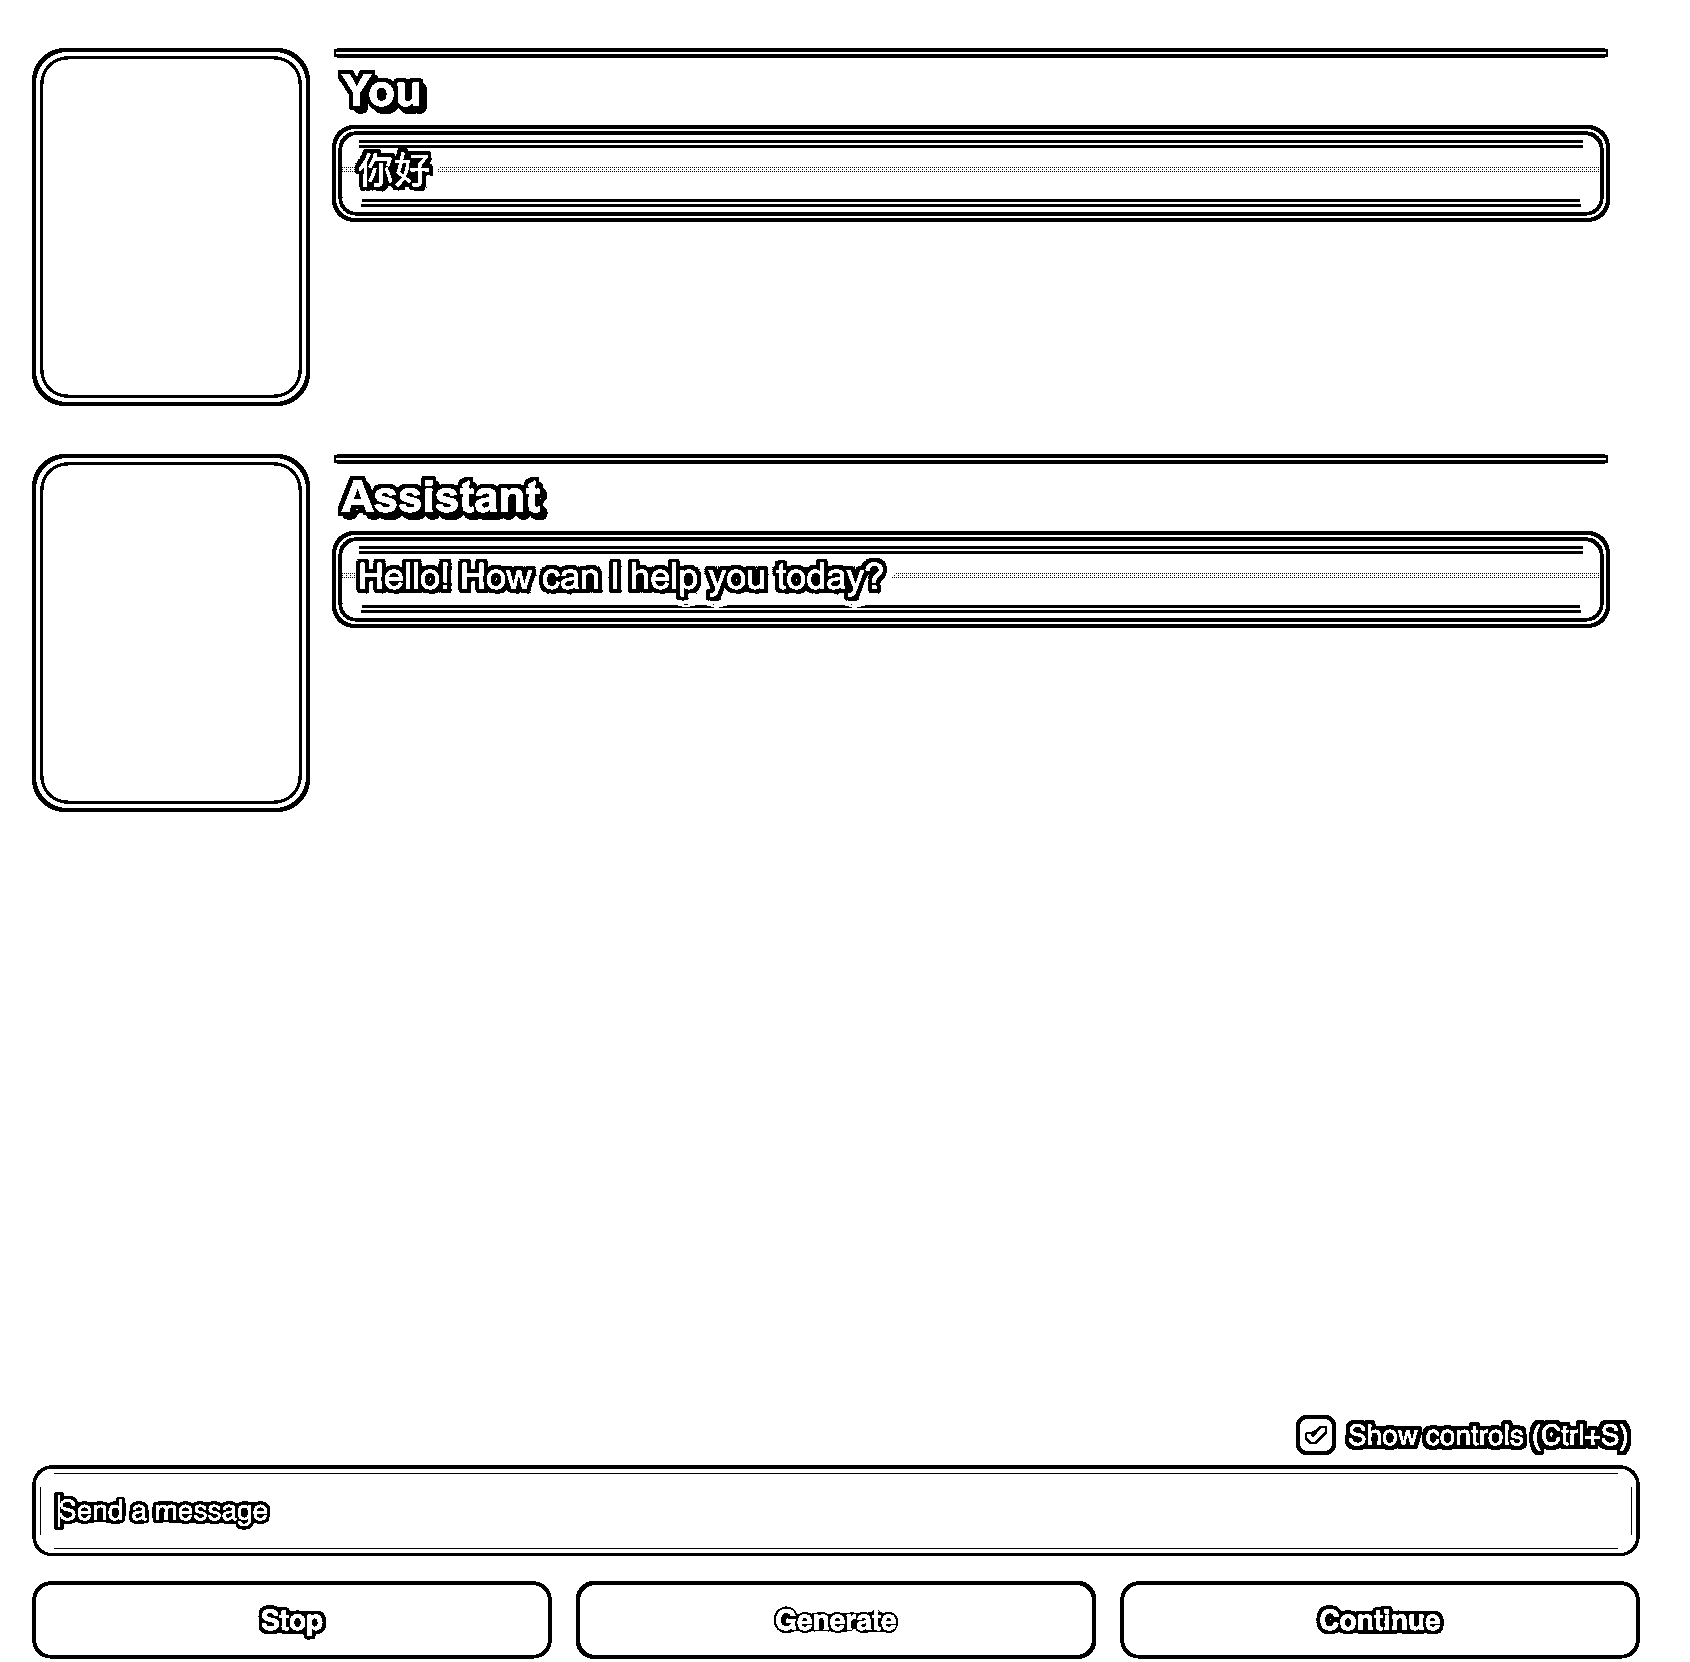 You
你好
Assistant
Hello! How can I help you today?
Show controls (Ctrl+S)
Send a message
Stop
Generate
Continue